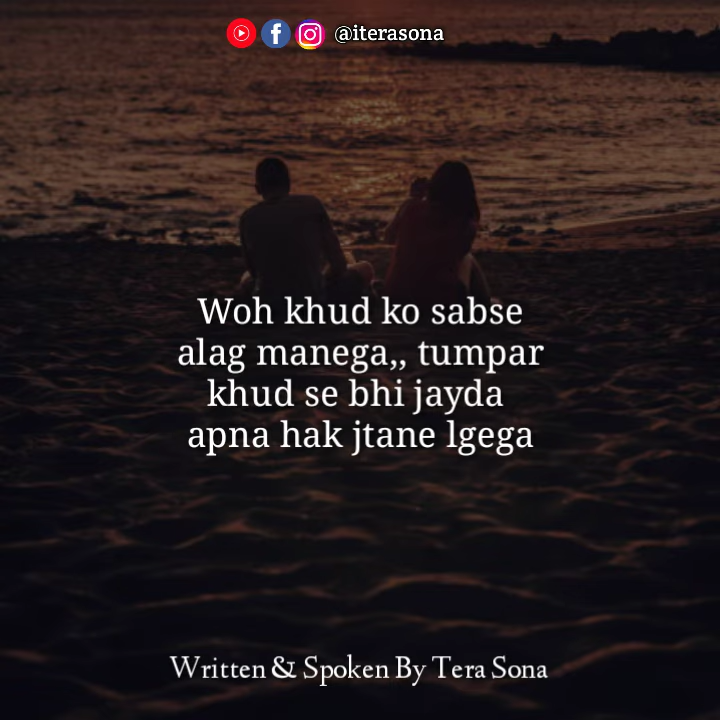 @iterasona
Woh khud ko sabse
alag manega,, tumpar
khud se bhi jayda
apna hak jtane lgega
Written & Spoken By Tera Sona